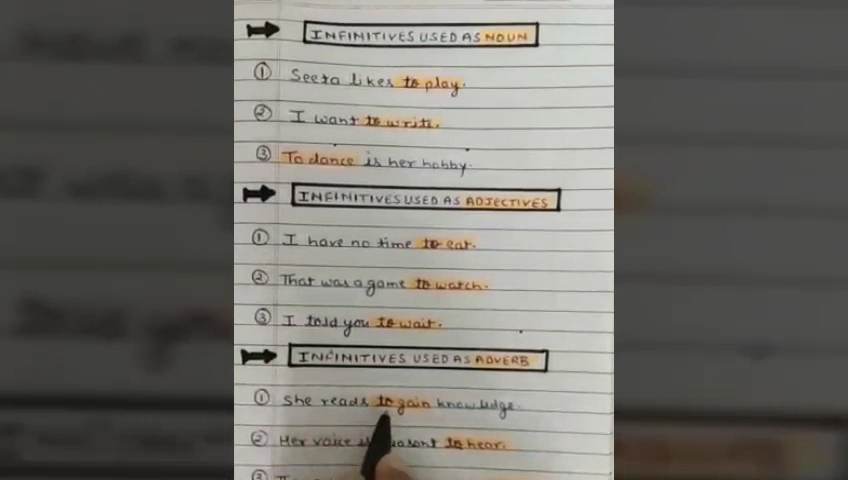 INFINITIVES USED AS NOUN
① Seeta likes to play.
② I want to write.
③ To dance is her hobby.
INFINITIVES USED AS ADJECTIVES
① I have no time to eat.
② That was a game to watch.
③ I told you to wait.
INFINITIVES USED AS ADVERB
① She reads to gain knowledge.
② Her voice is to hear.
③